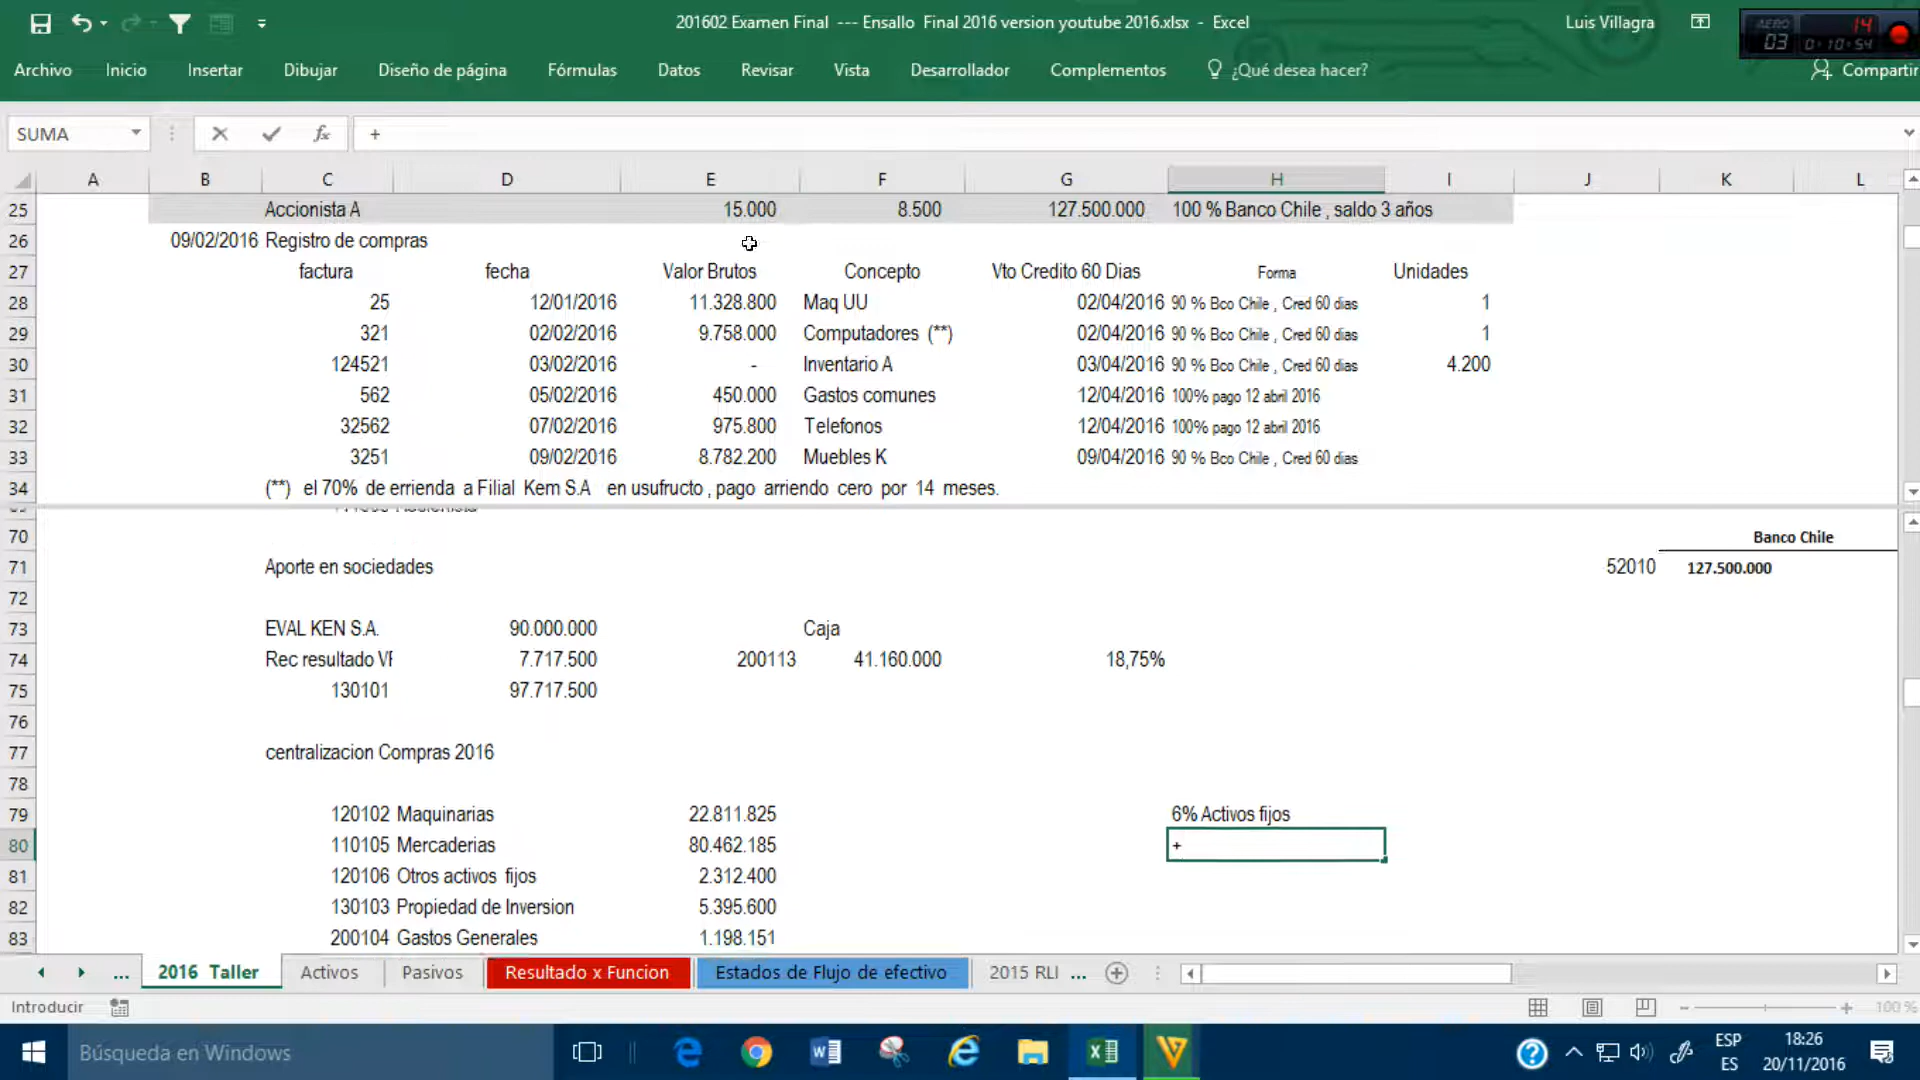 201602 Examen Final --- Ensallo Final 2016 version youtube 2016.xlsx - Excel
Luis Villagra
AERO 03 14 0:10:54
Archivo Inicio Insertar Dibujar Diseño de página Fórmulas Datos Revisar Vista Desarrollador Complementos ¿Qué desea hacer? Compartir
SUMA fx +
A B C D E F G H I J K L
25 Accionista A 15.000 8.500 127.500.000 100 % Banco Chile , saldo 3 años
26 09/02/2016 Registro de compras
27 factura fecha Valor Brutos Concepto Vto Credito 60 Dias Forma Unidades
28 25 12/01/2016 11.328.800 Maq UU 02/04/2016 90 % Bco Chile , Cred 60 dias 1
29 321 02/02/2016 9.758.000 Computadores (**) 02/04/2016 90 % Bco Chile , Cred 60 dias 1
30 124521 03/02/2016 - Inventario A 03/04/2016 90 % Bco Chile , Cred 60 dias 4.200
31 562 05/02/2016 450.000 Gastos comunes 12/04/2016 100% pago 12 abril 2016
32 32562 07/02/2016 975.800 Telefonos 12/04/2016 100% pago 12 abril 2016
33 3251 09/02/2016 8.782.200 Muebles K 09/04/2016 90 % Bco Chile , Cred 60 dias
34 (**) el 70% de errienda a Filial Kem S.A en usufructo , pago arriendo cero por 14 meses.
70 Banco Chile
71 Aporte en sociedades 52010 127.500.000
72
73 EVAL KEN S.A. 90.000.000 Caja
74 Rec resultado VF 7.717.500 200113 41.160.000 18,75%
75 130101 97.717.500
76
77 centralizacion Compras 2016
78
79 120102 Maquinarias 22.811.825 6% Activos fijos
80 110105 Mercaderias 80.462.185 +
81 120106 Otros activos fijos 2.312.400
82 130103 Propiedad de Inversion 5.395.600
83 200104 Gastos Generales 1.198.151
... 2016 Taller Activos Pasivos Resultado x Funcion Estados de Flujo de efectivo 2015 RLI ...
Introducir 100 %
Búsqueda en Windows
ESP 18:26
ES 20/11/2016